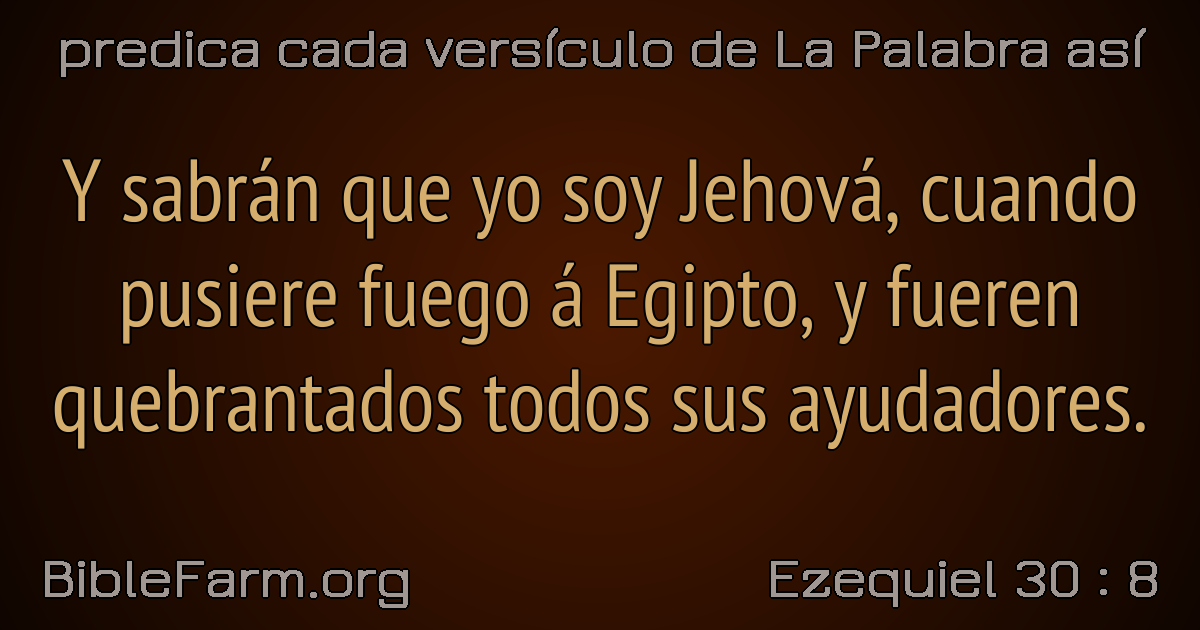 predica cada versículo de La Palabra así
Y sabrán que yo soy Jehová, cuando
pusiere fuego á Egipto, y fueren
quebrantados todos sus ayudadores.
BibleFarm.org
Ezequiel 30 : 8